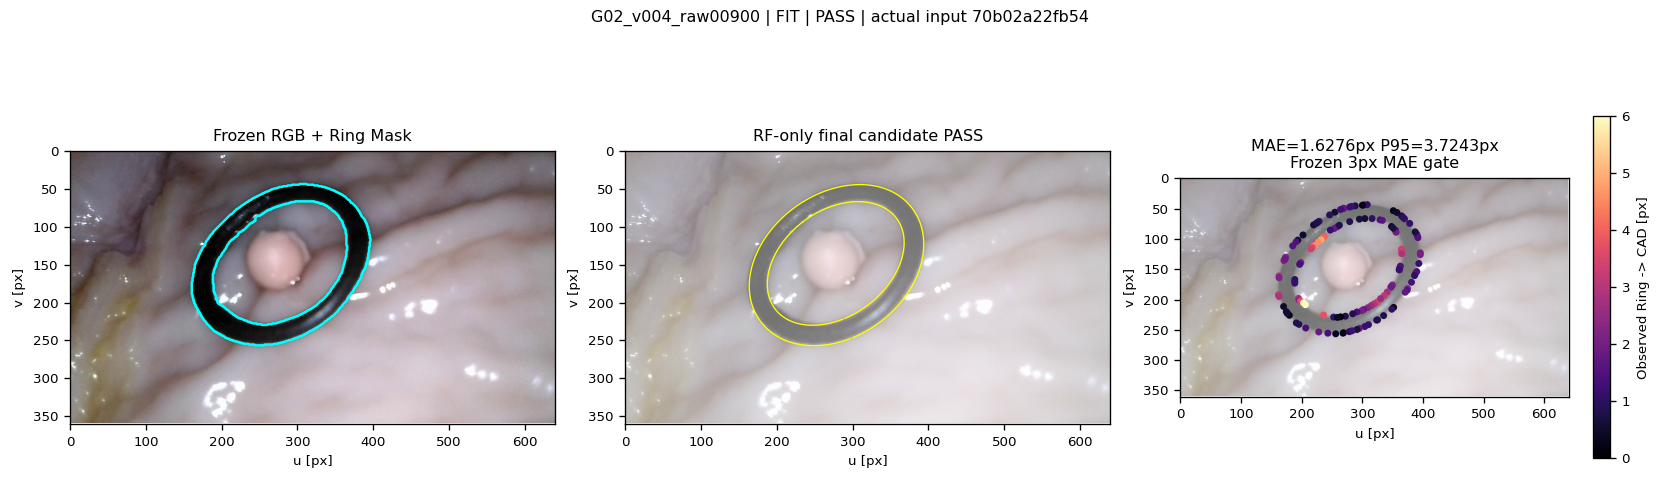 G02_v004_raw00900 | FIT | PASS | actual input 70b02a22fb54
Frozen RGB + Ring Mask
0
50
100
150
200
250
300
350
v [px]
0 100 200 300 400 500 600
u [px]
RF-only final candidate PASS
0
50
100
150
200
250
300
350
v [px]
0 100 200 300 400 500 600
u [px]
MAE=1.6276px P95=3.7243px
Frozen 3px MAE gate
0
50
100
150
200
250
300
350
v [px]
0 100 200 300 400 500 600
u [px]
6
5
4
3
2
1
0
Observed Ring -> CAD [px]